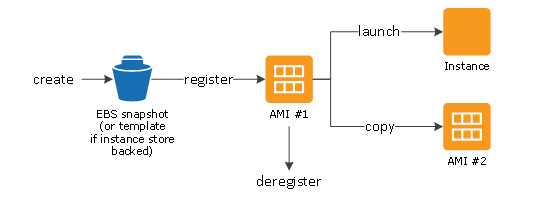 launch
Instance
create
register
EBS snapshot
(or template
if instance store
backed)
AMI #1
copy
AMI #2
deregister